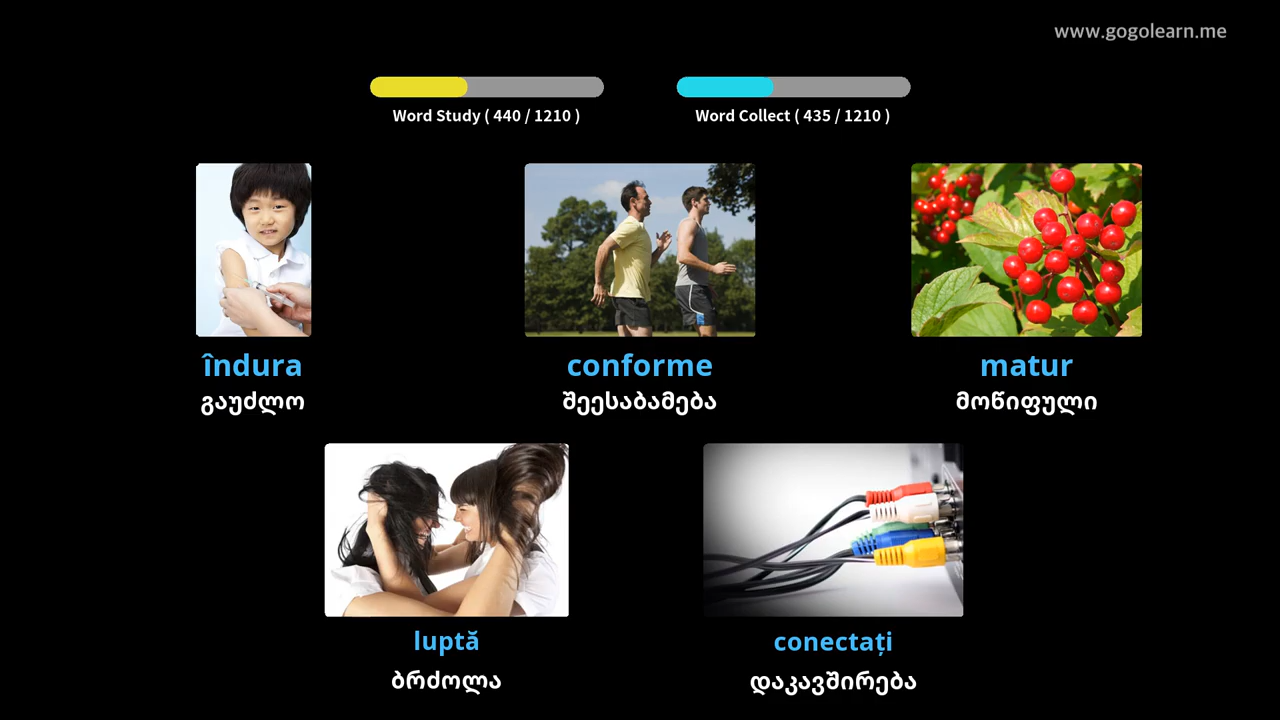 www.gogolearn.me
Word Study ( 440 / 1210 )
Word Collect ( 435 / 1210 )
îndura
გაუძლო
conforme
შეესაბამება
matur
მოწიფული
luptă
ბრძოლა
conectați
დაკავშირება